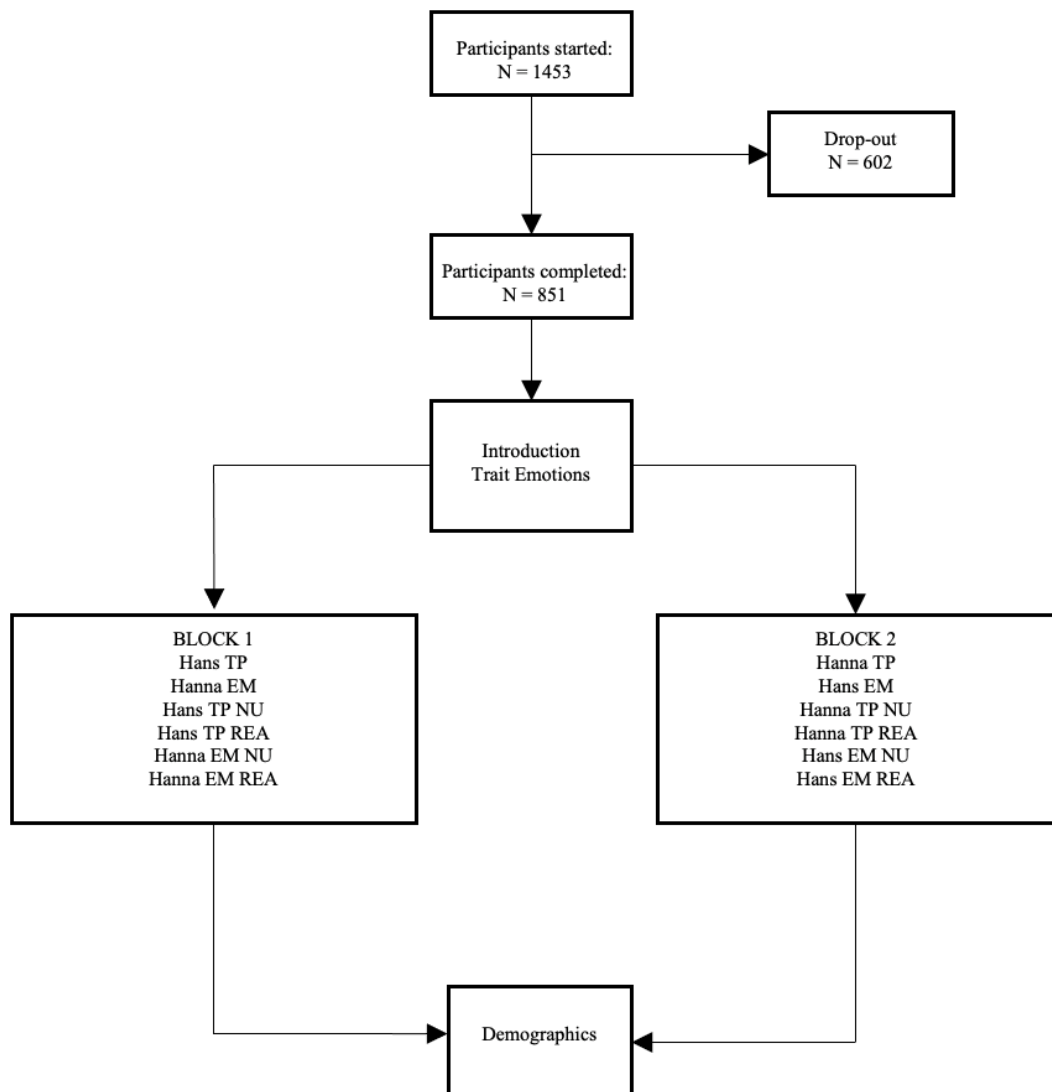 Participants started:
N = 1453
Drop-out
N = 602
Participants completed:
N = 851
Introduction
Trait Emotions
BLOCK 1
Hans TP
Hanna EM
Hans TP NU
Hans TP REA
Hanna EM NU
Hanna EM REA
BLOCK 2
Hanna TP
Hans EM
Hanna TP NU
Hanna TP REA
Hans EM NU
Hans EM REA
Demographics